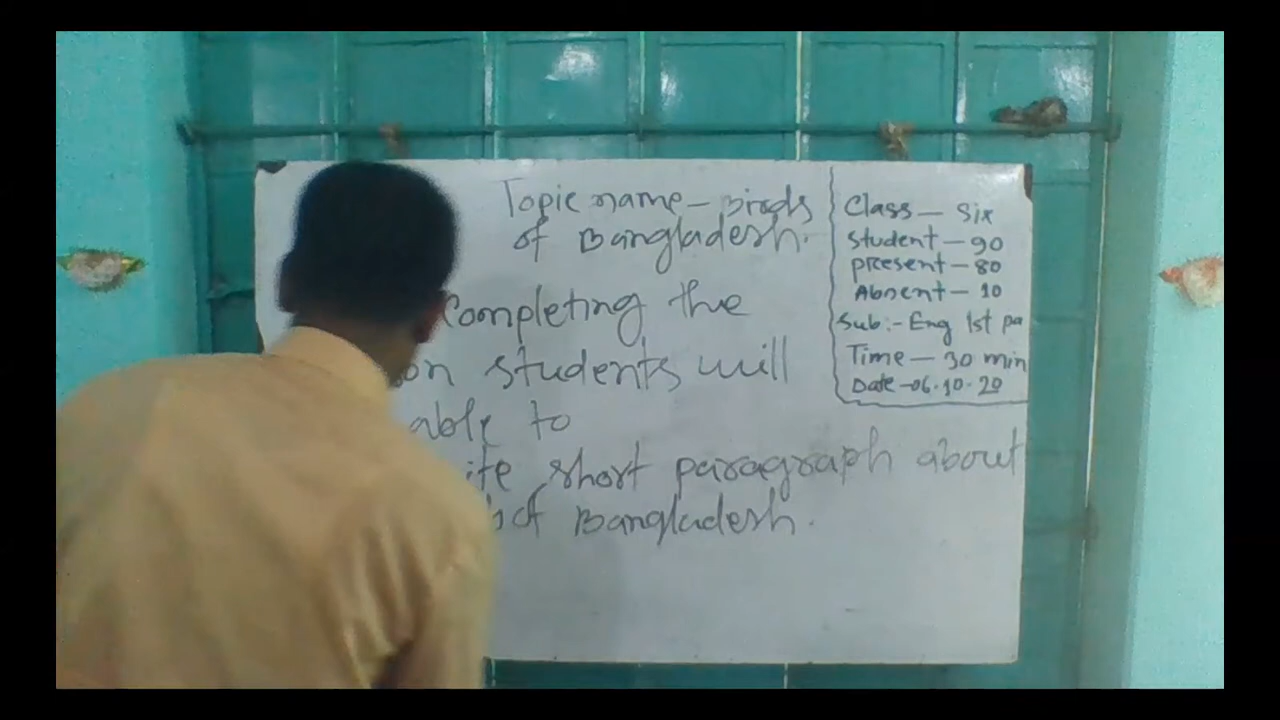 Topic name - Birds
of Bangladesh.
Completing the
on students will
able to
ite short paragraph about
of Bangladesh.
Class - Six
Student - 90
Present - 80
Absent - 10
Sub:- Eng 1st pa
Time - 30 min
Date - 06.10.20